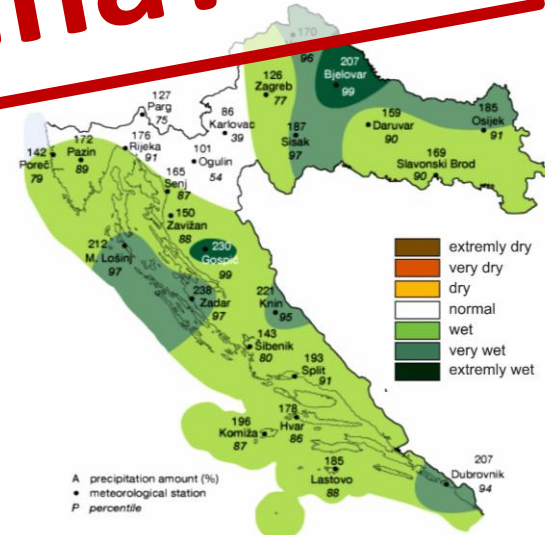 170
96
207
Bjelovar
99
126
Zagreb
77
127
Parg
75
86
Karlovac
39
187
Sisak
97
159
Daruvar
90
185
Osijek
91
169
Slavonski Brod
90
142
Poreč
79
172
Pazin
89
176
Rijeka
91
101
Ogulin
54
165
Senj
87
150
Zavižan
88
212
M. Lošinj
97
230
Gospić
99
238
Zadar
97
221
Knin
95
143
Šibenik
80
193
Split
91
196
Komiža
87
178
Hvar
86
185
Lastovo
88
207
Dubrovnik
94
extremly dry
very dry
dry
normal
wet
very wet
extremly wet
A precipitation amount (%)
• meteorological station
P percentile